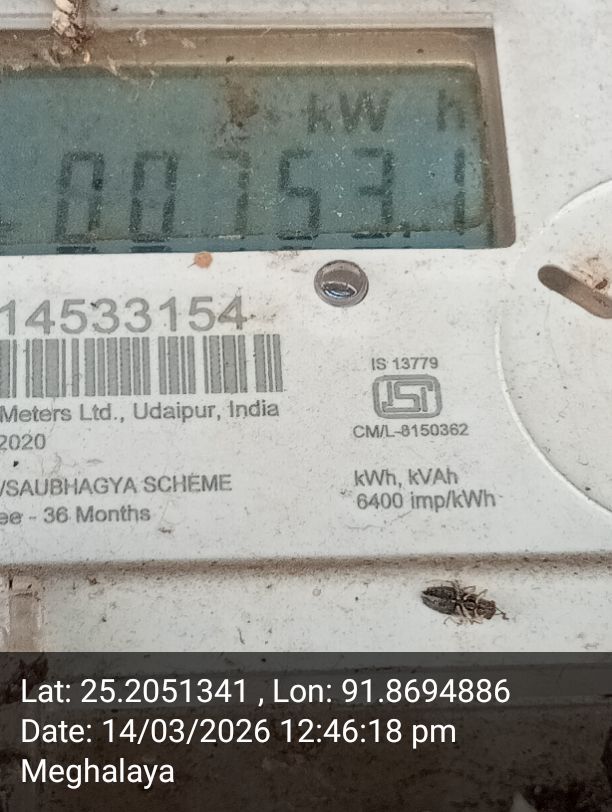 kW h
00753.1
14533154
Meters Ltd., Udaipur, India
2020
/SAUBHAGYA SCHEME
ee - 36 Months
IS 13779
ISI
CM/L-8150362
kWh, kVAh
6400 imp/kWh
Lat: 25.2051341 , Lon: 91.8694886
Date: 14/03/2026 12:46:18 pm
Meghalaya